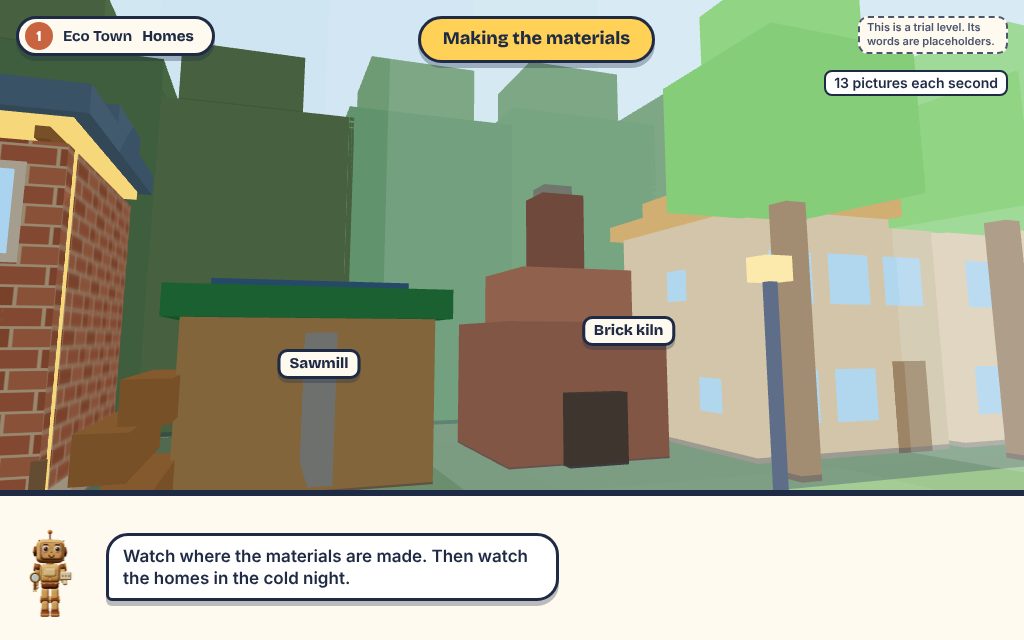 1 Eco Town Homes
Making the materials
This is a trial level. Its
words are placeholders.
13 pictures each second
Brick kiln
Sawmill
Watch where the materials are made. Then watch
the homes in the cold night.